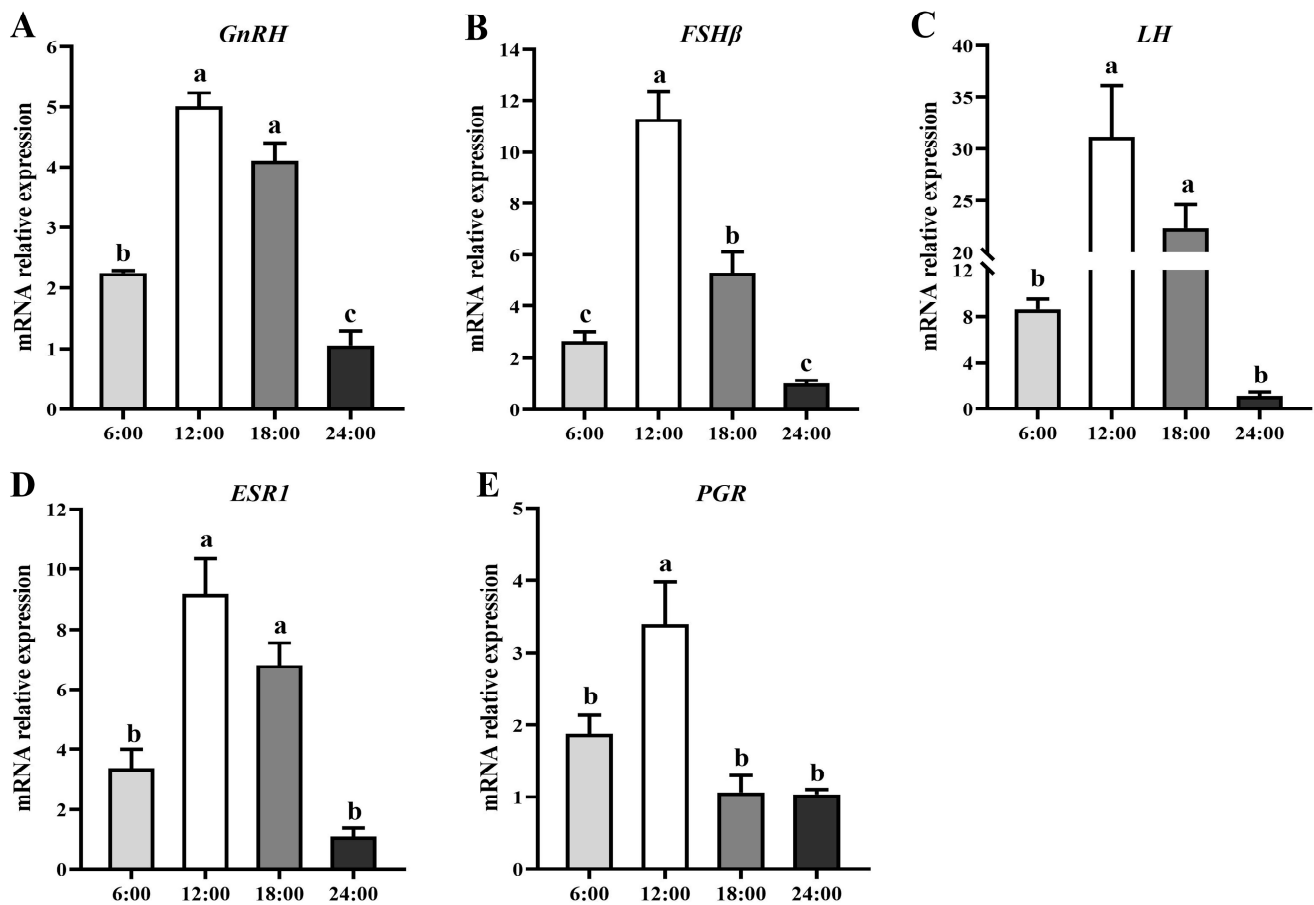 A
GnRH
mRNA relative expression
6
5
4
3
2
1
0
b
a
a
c
6:00 12:00 18:00 24:00
B
FSHβ
mRNA relative expression
14
12
10
8
6
4
2
0
c
a
b
c
6:00 12:00 18:00 24:00
C
LH
mRNA relative expression
40
35
30
25
20
12
8
4
0
b
a
a
b
6:00 12:00 18:00 24:00
D
ESR1
mRNA relative expression
12
10
8
6
4
2
0
b
a
a
b
6:00 12:00 18:00 24:00
E
PGR
mRNA relative expression
5
4
3
2
1
0
b
a
b
b
6:00 12:00 18:00 24:00